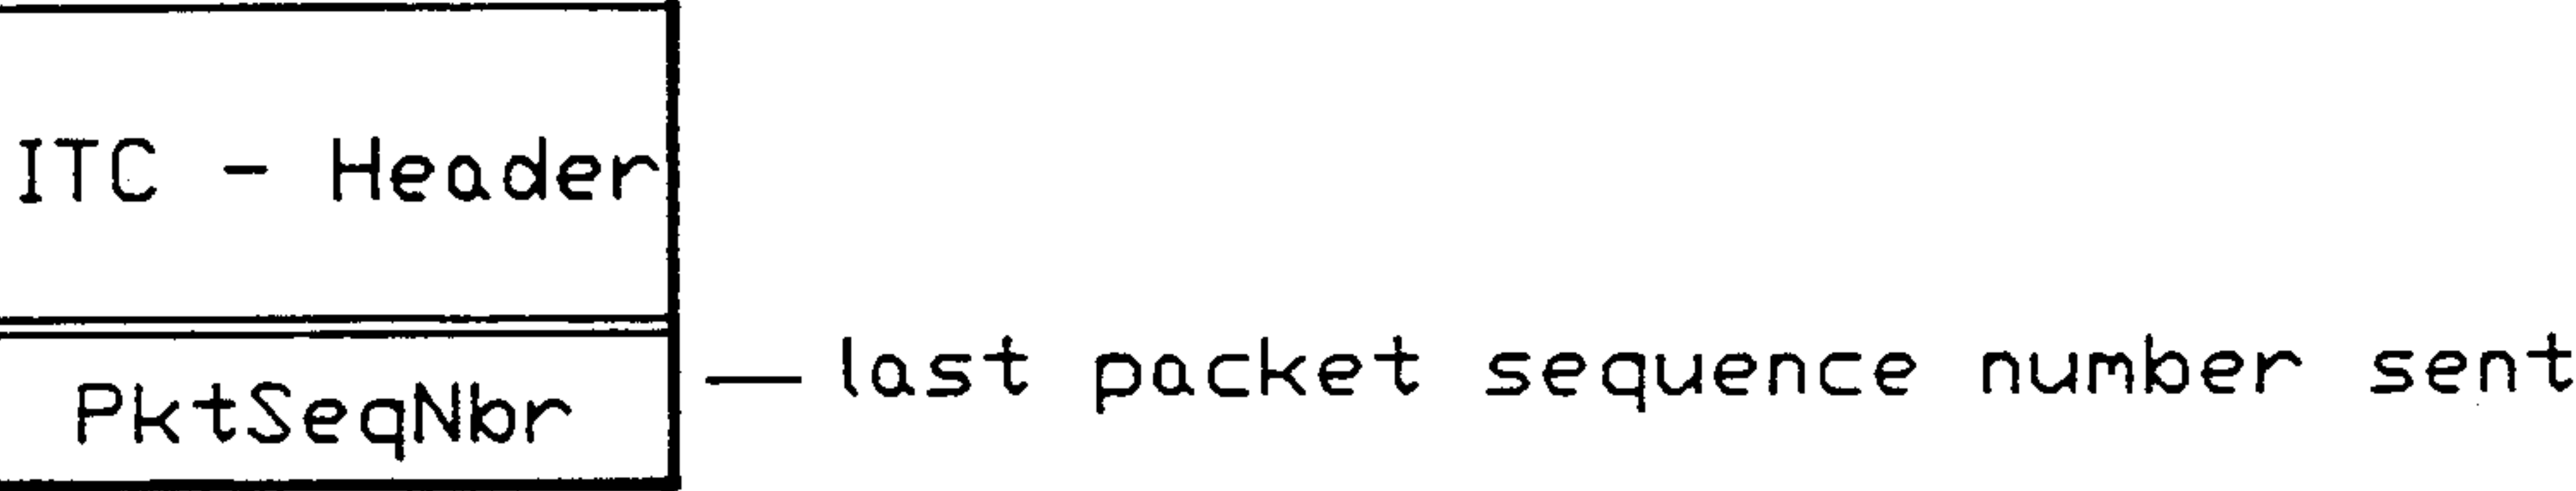 ITC - Header
PktSeqNbr
— last packet sequence number sent